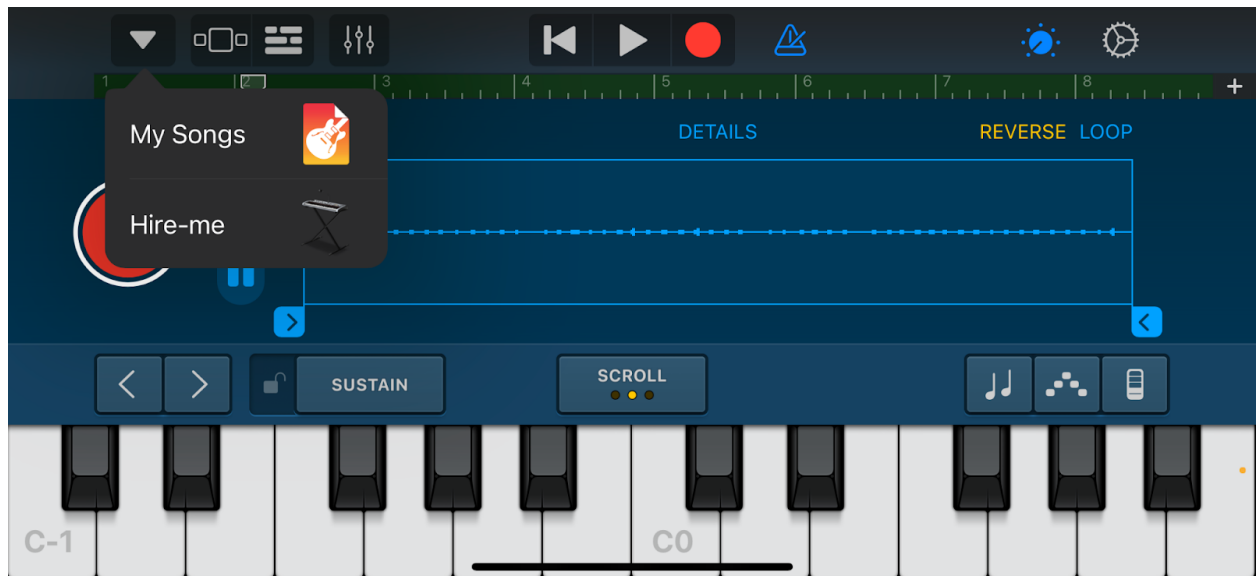 1 2 3 4 5 6 7 8 +
My Songs
DETAILS REVERSE LOOP
Hire-me
SUSTAIN
SCROLL
C-1 C0